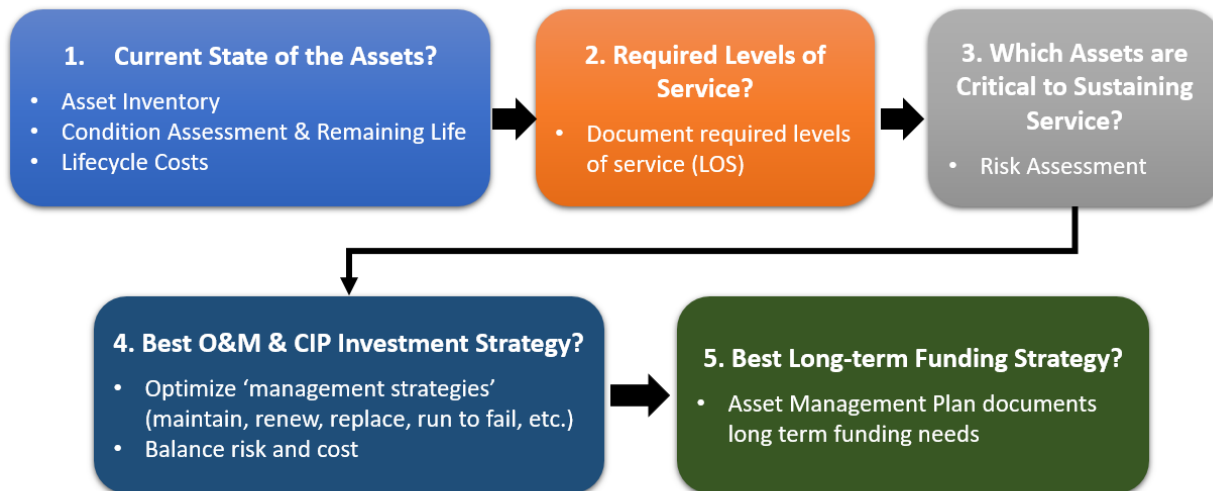 1. Current State of the Assets?
• Asset Inventory
• Condition Assessment & Remaining Life
• Lifecycle Costs
2. Required Levels of
Service?
• Document required levels
of service (LOS)
3. Which Assets are
Critical to Sustaining
Service?
• Risk Assessment
4. Best O&M & CIP Investment Strategy?
• Optimize ‘management strategies’
(maintain, renew, replace, run to fail, etc.)
• Balance risk and cost
5. Best Long-term Funding Strategy?
• Asset Management Plan documents
long term funding needs